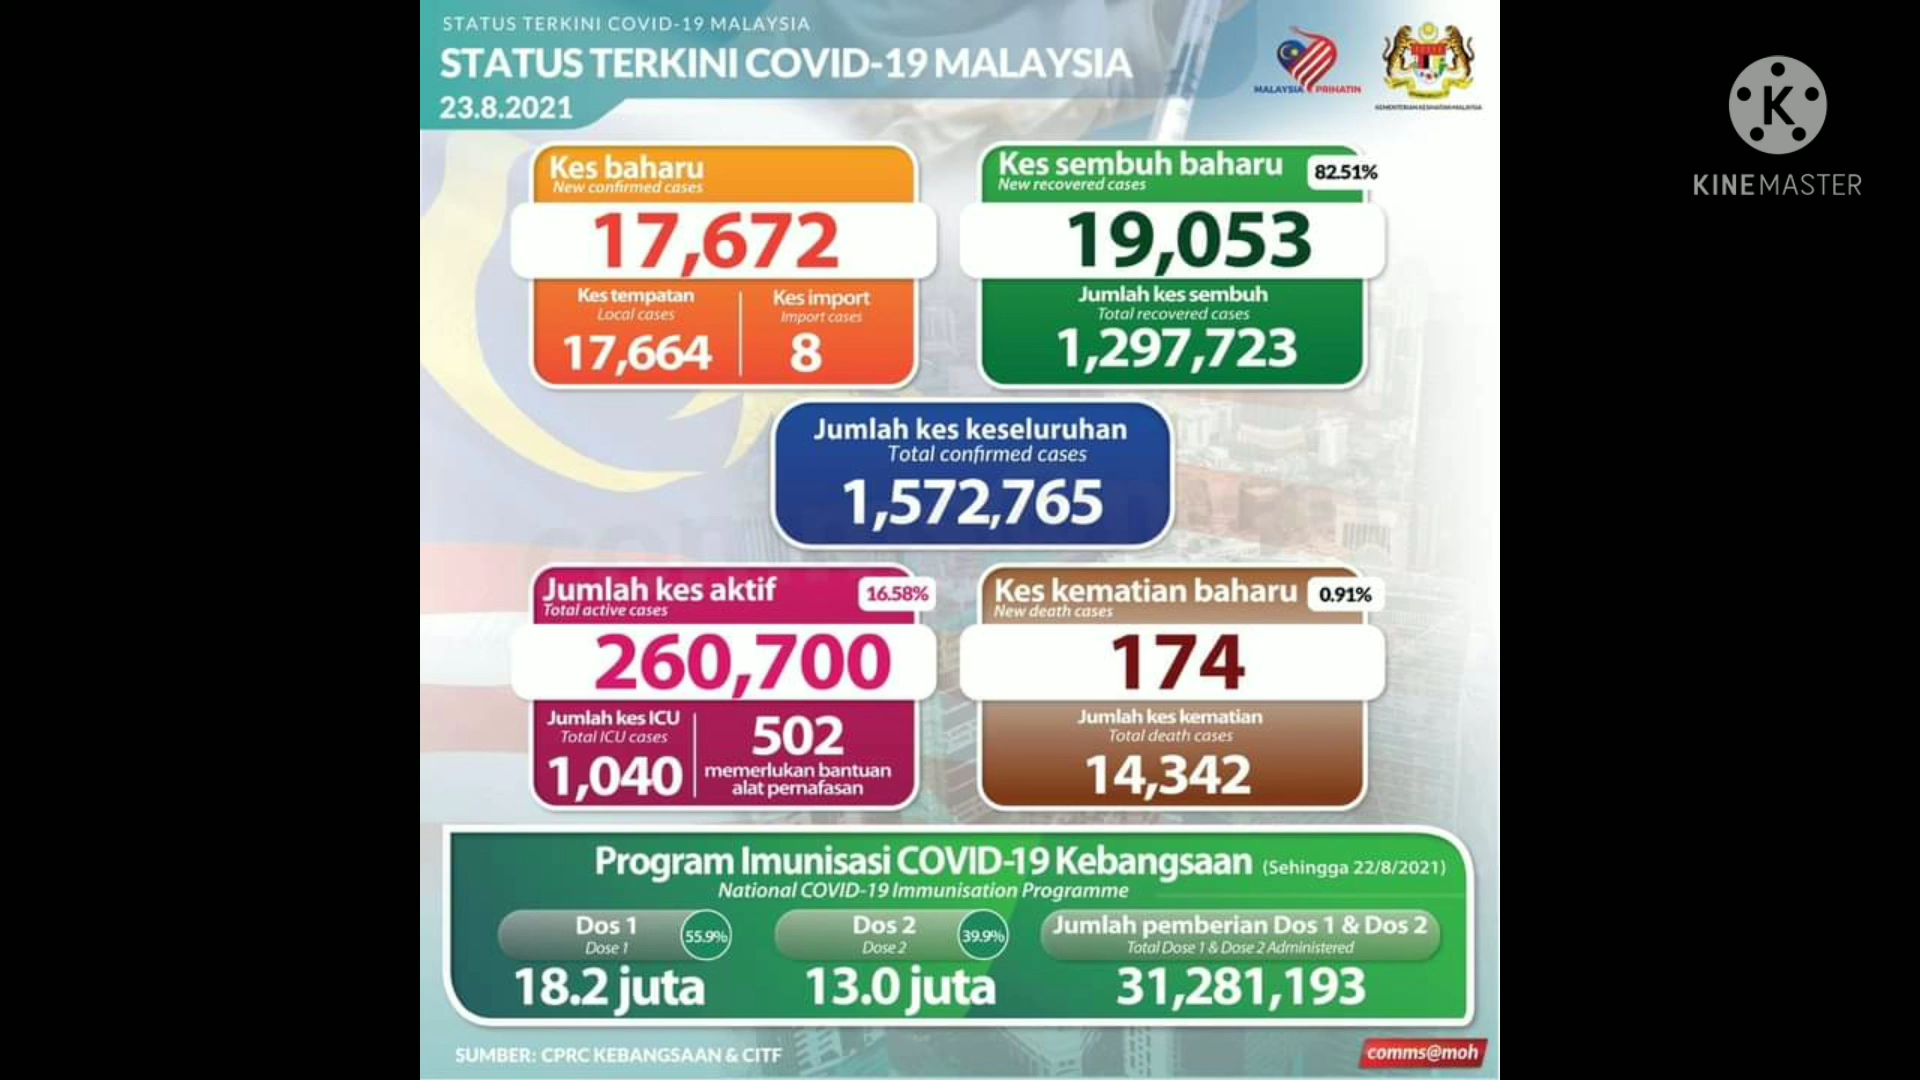 STATUS TERKINI COVID-19 MALAYSIA
STATUS TERKINI COVID-19 MALAYSIA
23.8.2021
MALAYSIA PRIHATIN
KEMENTERIAN KESIHATAN MALAYSIA
K
KINEMASTER
Kes baharu
New confirmed cases
17,672
Kes tempatan
Local cases
17,664
Kes import
Import cases
8
Kes sembuh baharu
New recovered cases
82.51%
19,053
Jumlah kes sembuh
Total recovered cases
1,297,723
Jumlah kes keseluruhan
Total confirmed cases
1,572,765
Jumlah kes aktif
Total active cases
16.58%
260,700
Jumlah kes ICU
Total ICU cases
1,040
502
memerlukan bantuan
alat pernafasan
Kes kematian baharu
New death cases
0.91%
174
Jumlah kes kematian
Total death cases
14,342
Program Imunisasi COVID-19 Kebangsaan (Sehingga 22/8/2021)
National COVID-19 Immunisation Programme
Dos 1
Dose 1
55.9%
18.2 juta
Dos 2
Dose 2
39.9%
13.0 juta
Jumlah pemberian Dos 1 & Dos 2
Total Dose 1 & Dose 2 Administered
31,281,193
SUMBER: CPRC KEBANGSAAN & CITF
comms@moh